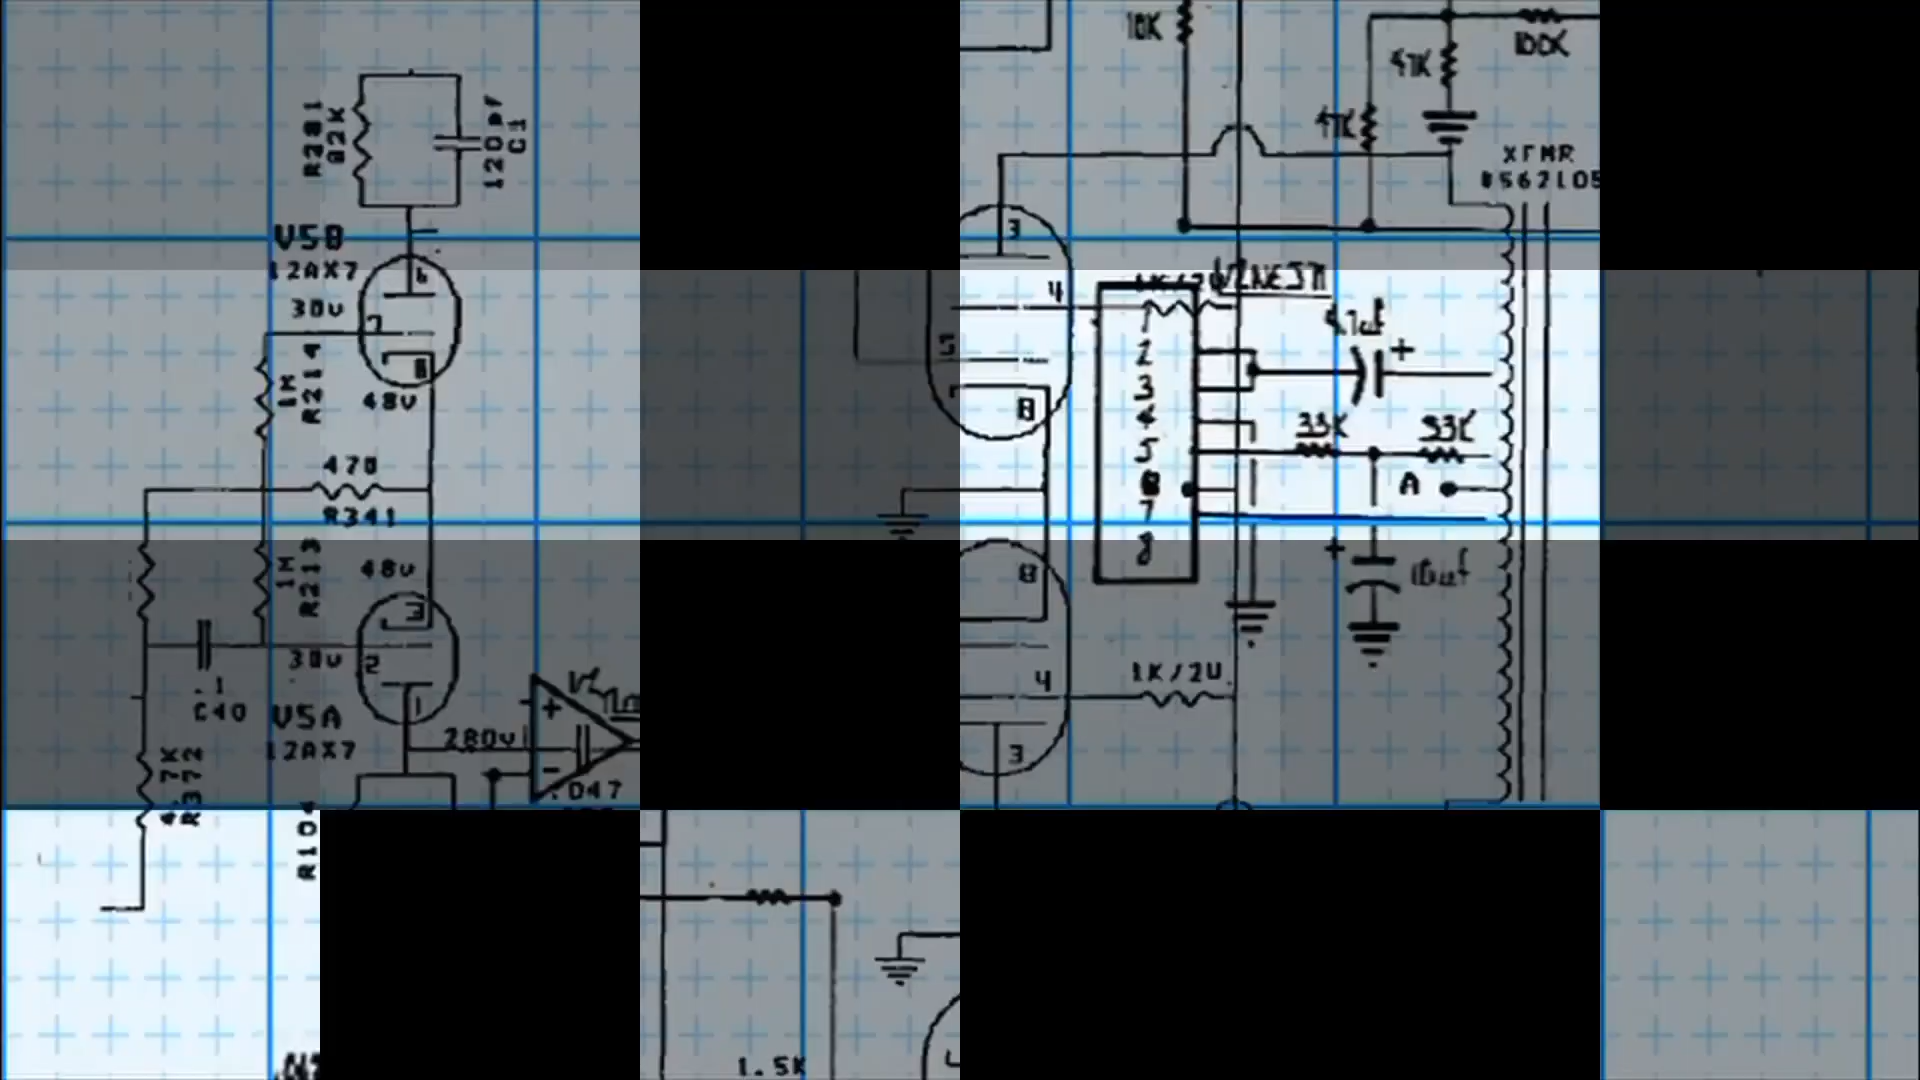 10K
47K
100K
47K
R381
82K
120pf
C1
XFMR
3
V5B
12AX7
6
30v
7
4
1
2
3
4
5
6
7
8
5
8
+
1M
R214
48v
33K
33K
A
470
R341
1M
R213
48v
3
8
+
10uf
30v
2
.1
C40
V5A
12AX7
1
280v
+
-
1K/2W
4
3
4.7K
R372
R104
1.5K